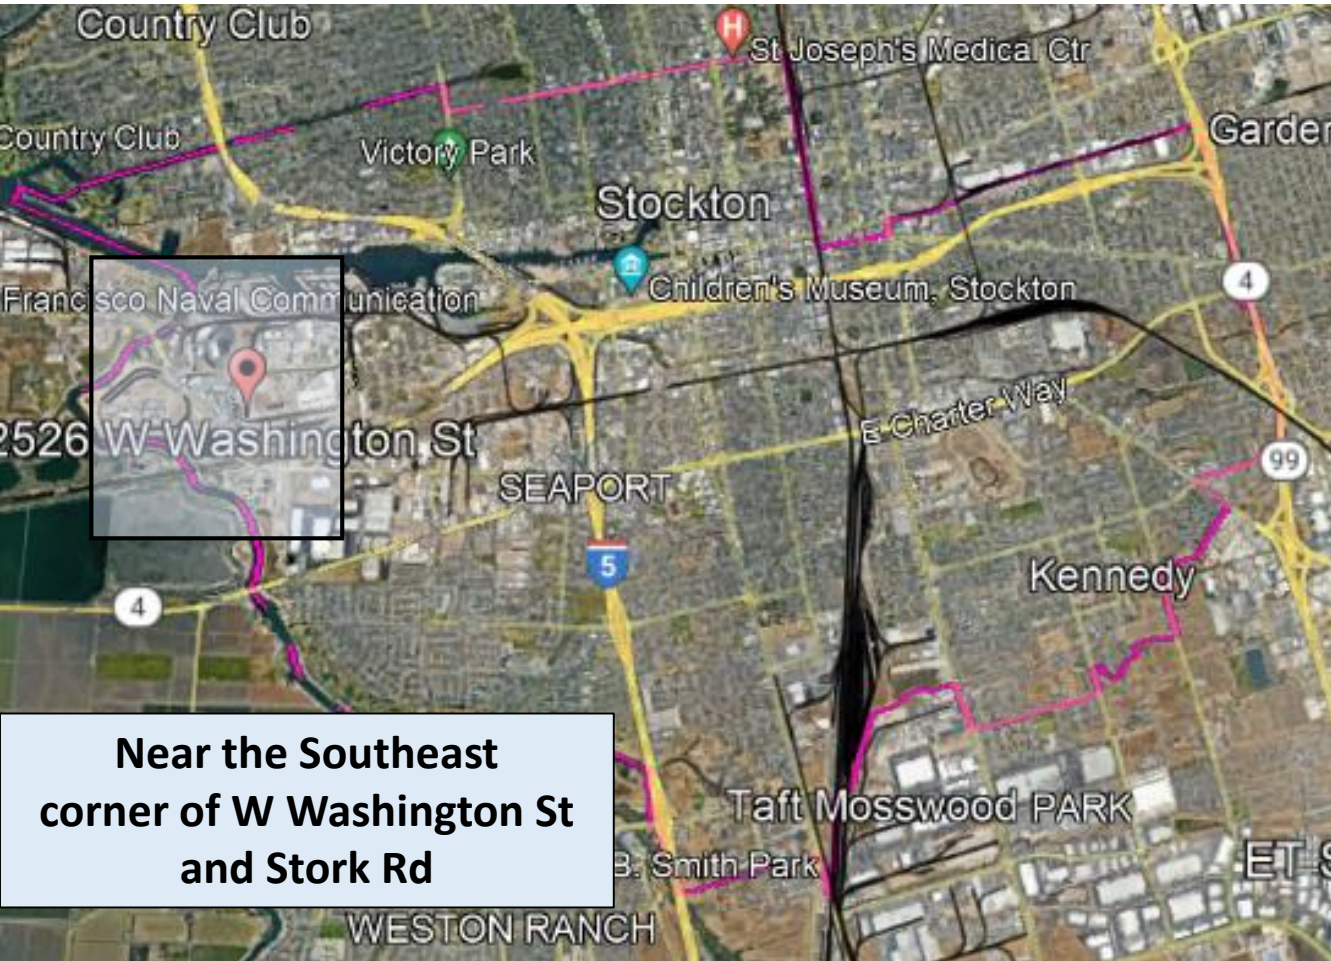 Country Club
H
St Joseph's Medical Ctr
Country Club
Victory Park
Garden
Stockton
Children's Museum, Stockton
4
Francisco Naval Communication
E Charter Way
2526 W Washington St
99
SEAPORT
5
Kennedy
4
Near the Southeast
corner of W Washington St
and Stork Rd
Taft Mosswood PARK
B. Smith Park
ET S
WESTON RANCH